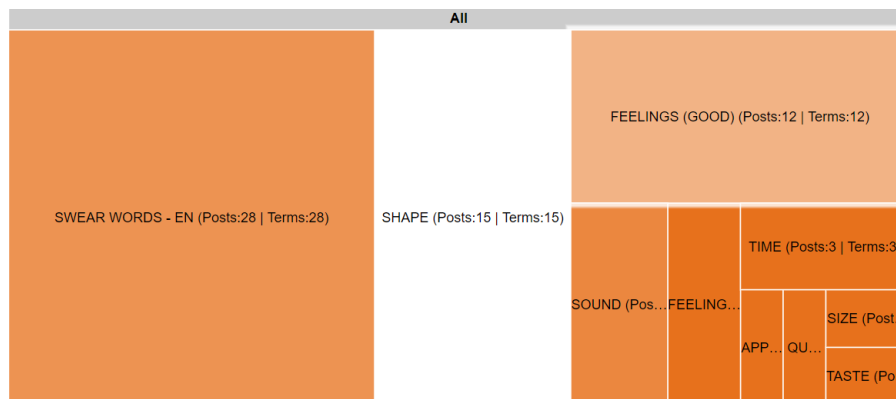 All
SWEAR WORDS - EN (Posts:28 | Terms:28)
SHAPE (Posts:15 | Terms:15)
FEELINGS (GOOD) (Posts:12 | Terms:12)
SOUND (Pos...
FEELING...
TIME (Posts:3 | Terms:3
APP...
QU...
SIZE (Post.
TASTE (Po